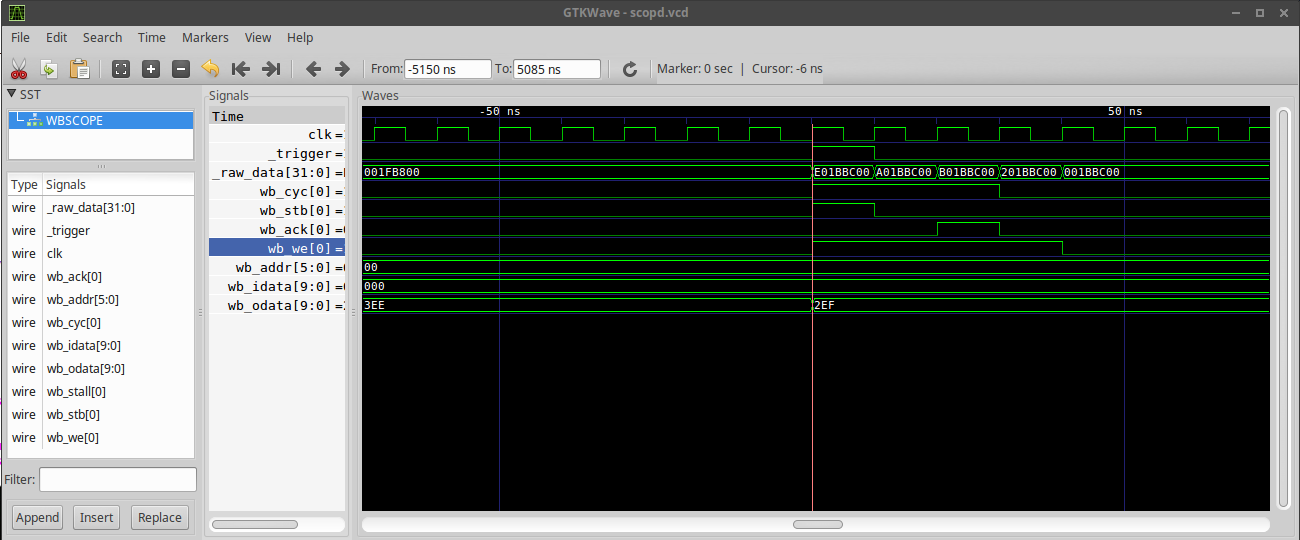 GTKWave - scopd.vcd
File Edit Search Time Markers View Help
From: -5150 ns To: 5085 ns Marker: 0 sec | Cursor: -6 ns
SST
WBSCOPE
Type Signals
wire _raw_data[31:0]
wire _trigger
wire clk
wire wb_ack[0]
wire wb_addr[5:0]
wire wb_cyc[0]
wire wb_idata[9:0]
wire wb_odata[9:0]
wire wb_stall[0]
wire wb_stb[0]
wire wb_we[0]
Filter:
Append Insert Replace
Signals
Time
clk =
_trigger =
_raw_data[31:0] =
wb_cyc[0] =
wb_stb[0] =
wb_ack[0] =
wb_we[0] =
wb_addr[5:0] =
wb_idata[9:0] =
wb_odata[9:0] =
Waves
-50 ns 50 ns
001FB800 E01BBC00 A01BBC00 B01BBC00 201BBC00 001BBC00
00
000
3EE 2EF